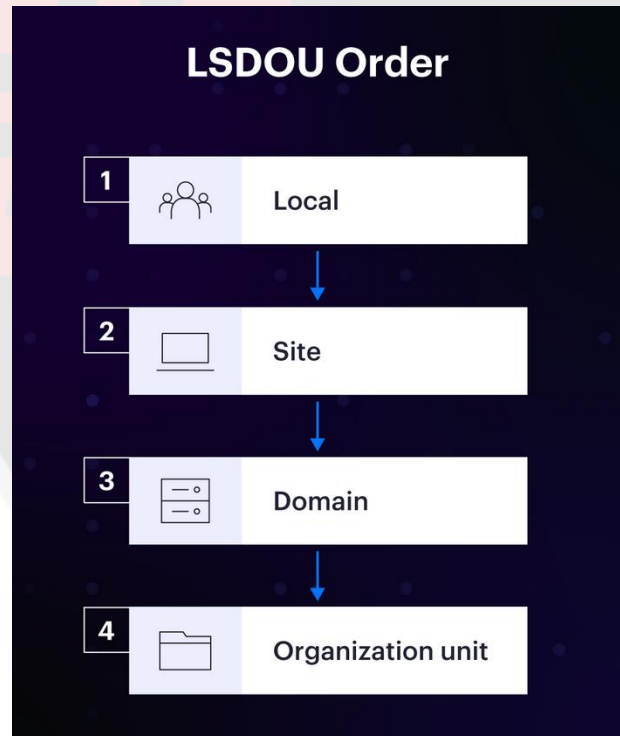 LSDOU Order
1
Local
2
Site
3
Domain
4
Organization unit